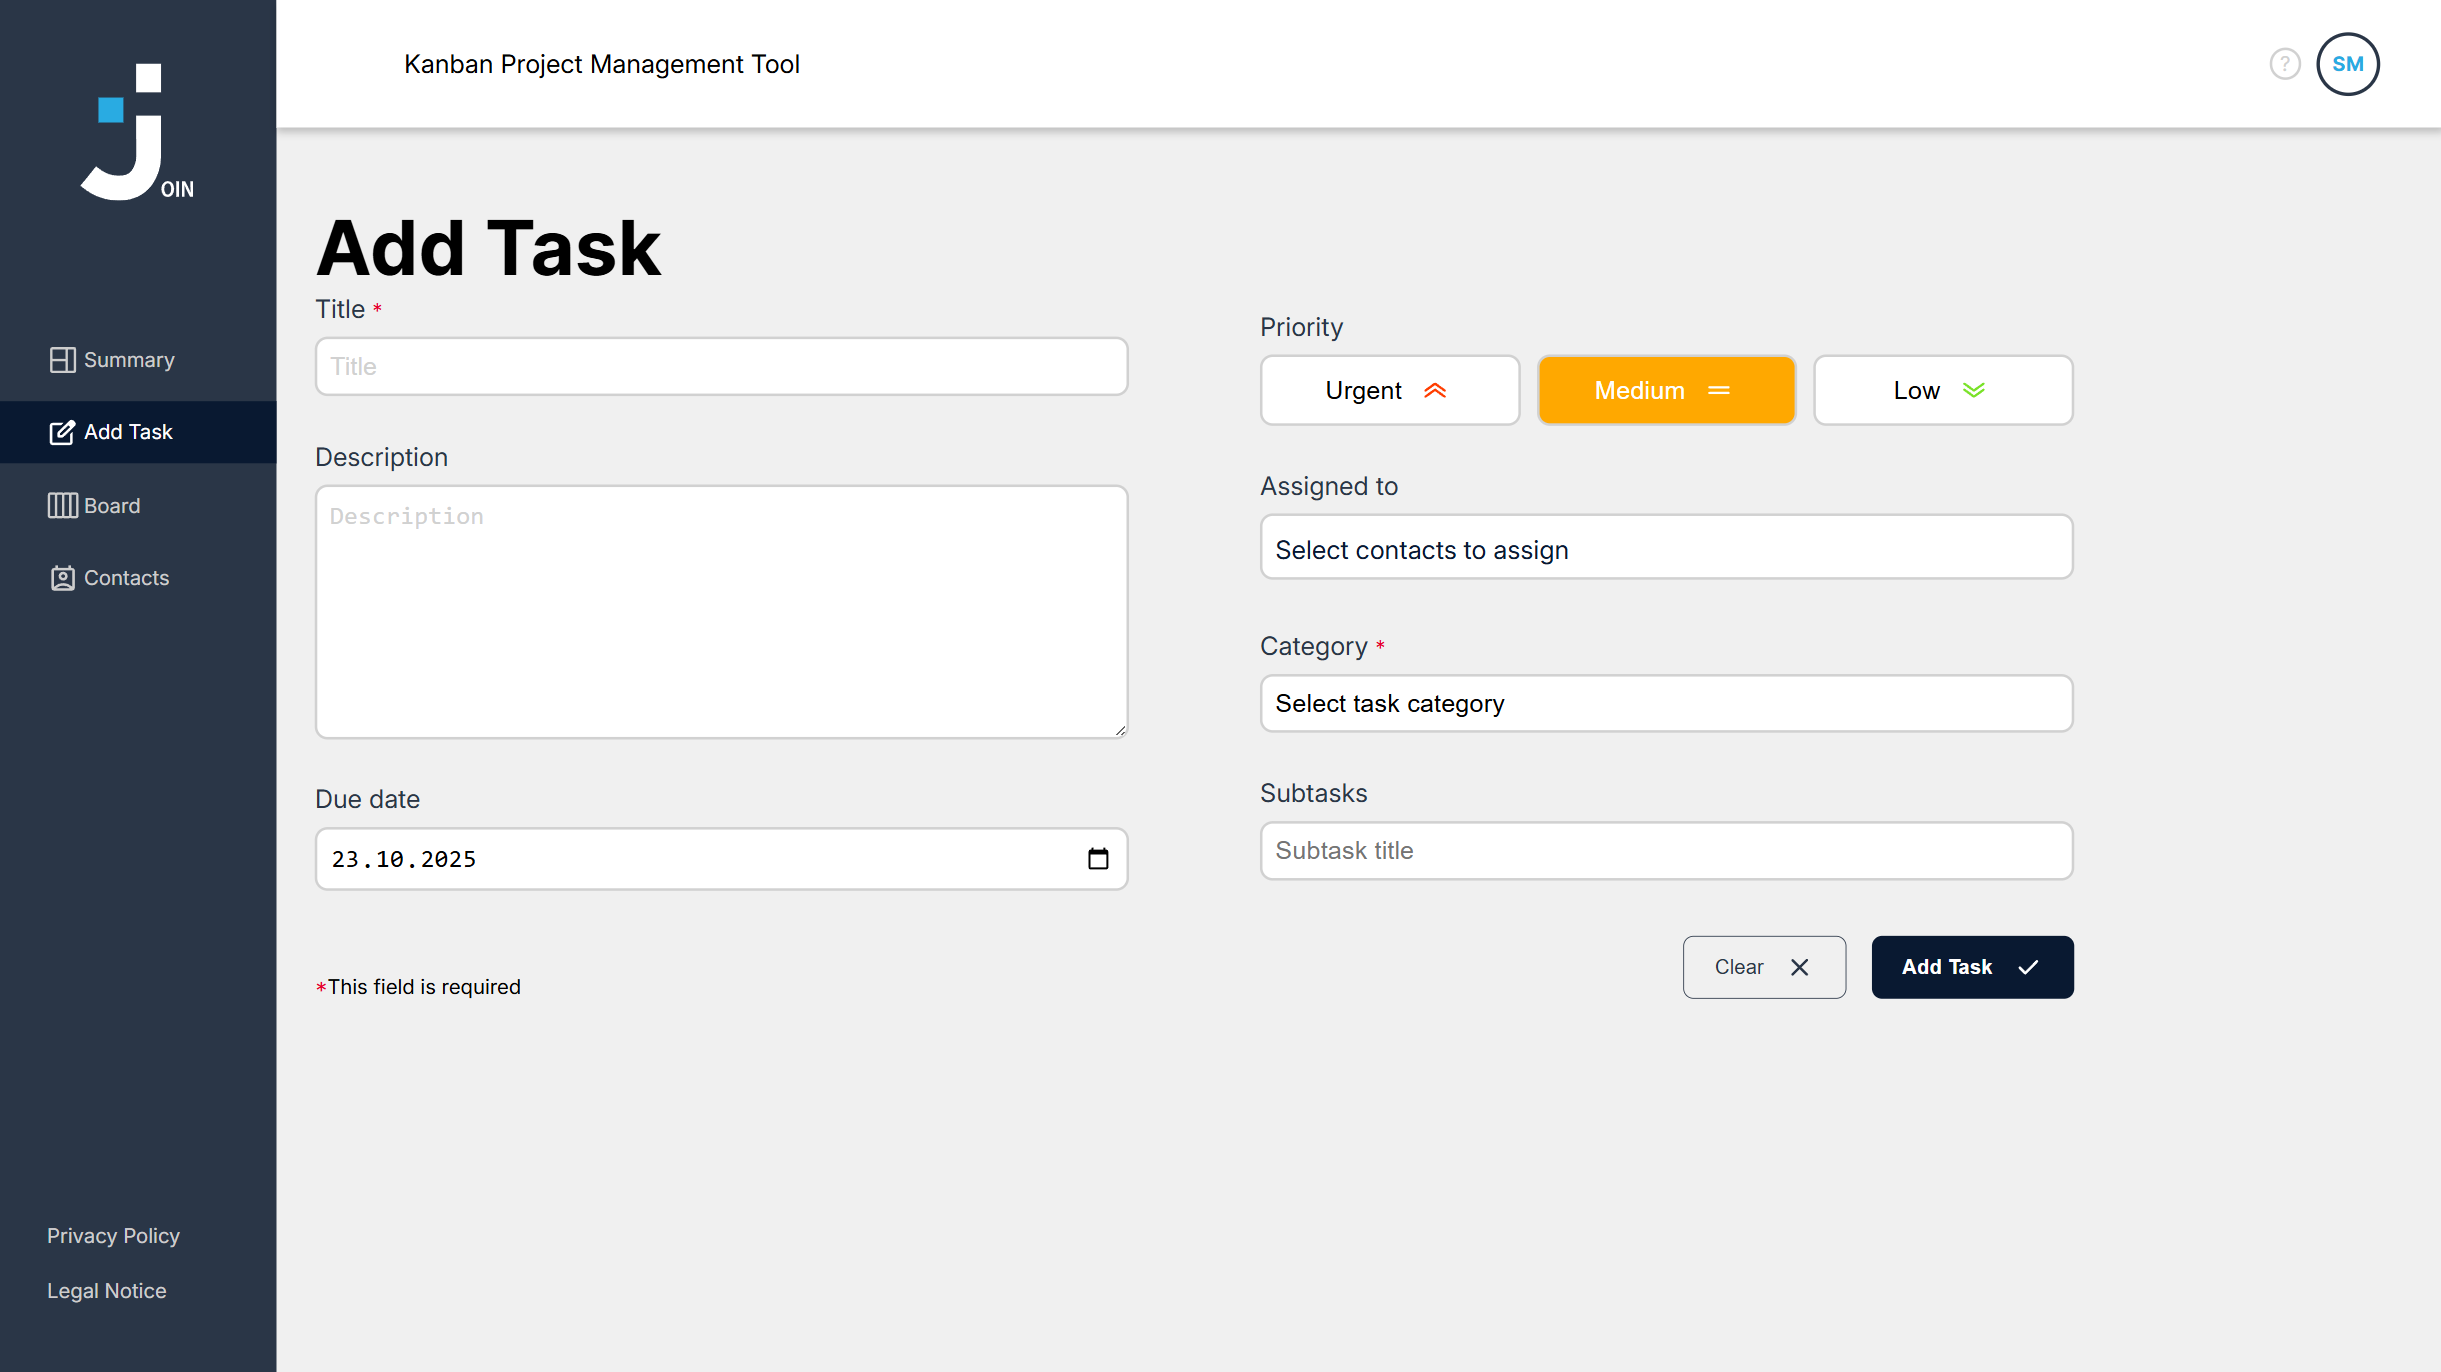 OIN
Summary
Add Task
Board
Contacts
Privacy Policy
Legal Notice
Kanban Project Management Tool
?
SM
Add Task
Title *
Title
Description
Description
Due date
23.10.2025
*This field is required
Priority
Urgent
Medium
Low
Assigned to
Select contacts to assign
Category *
Select task category
Subtasks
Subtask title
Clear
Add Task